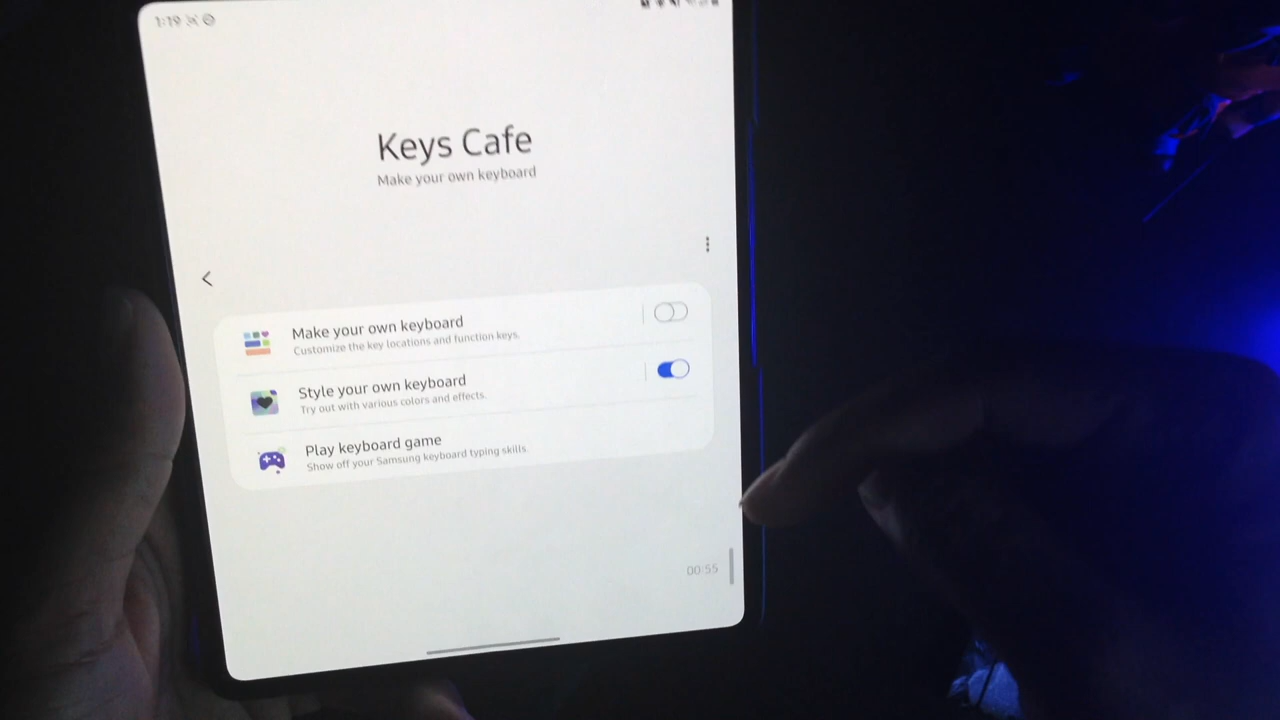 1:19
Keys Cafe
Make your own keyboard
Make your own keyboard
Customize the key locations and function keys.
Style your own keyboard
Try out with various colors and effects.
Play keyboard game
Show off your Samsung keyboard typing skills.
00:55